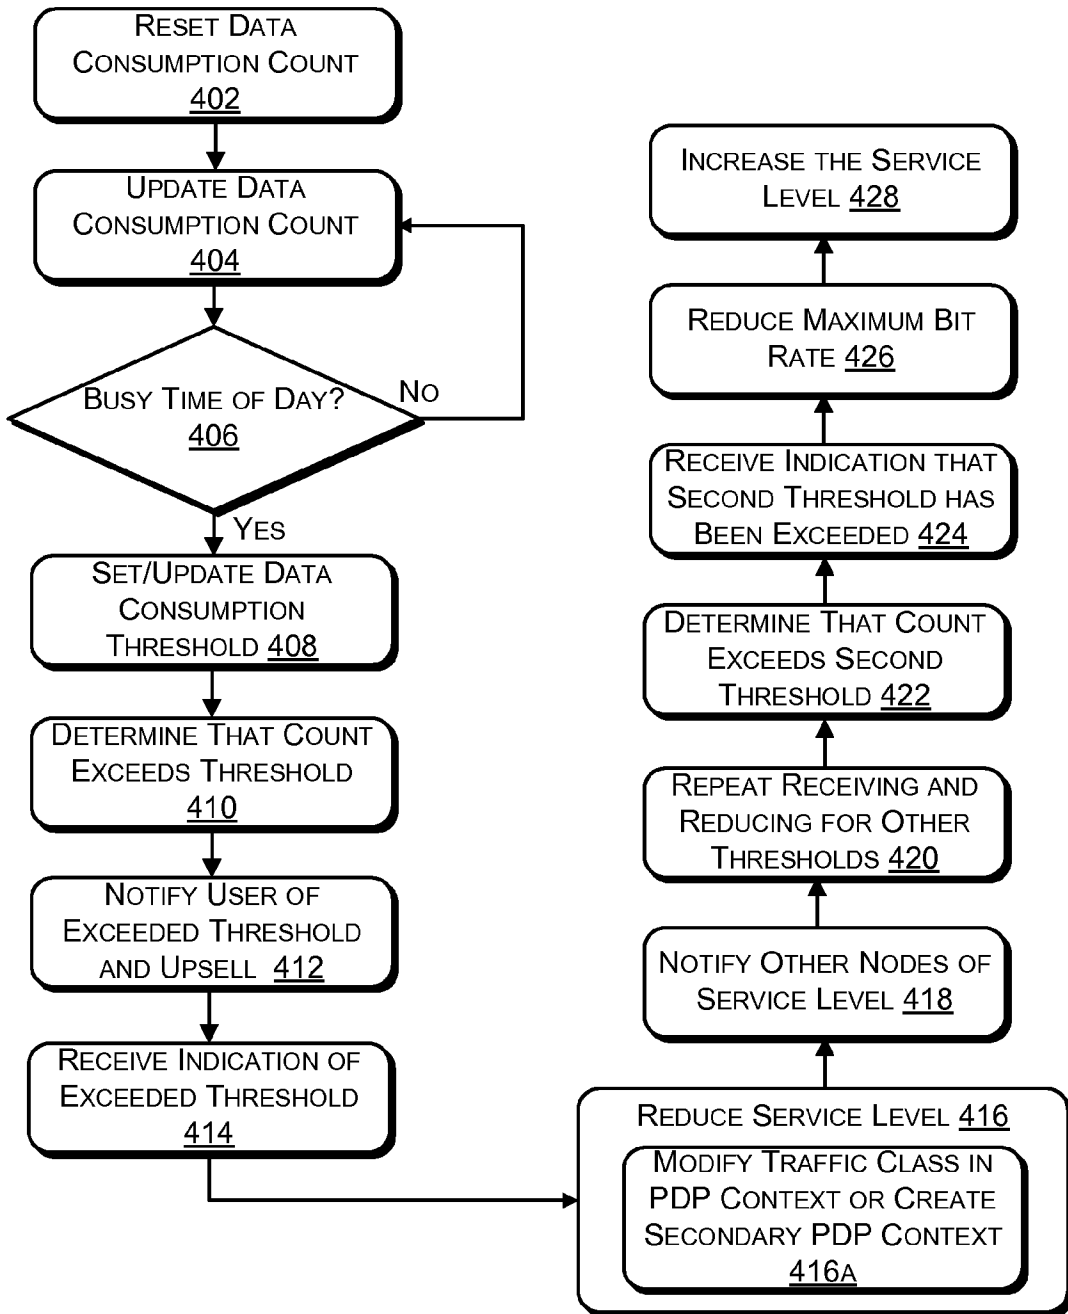 RESET DATA
CONSUMPTION COUNT
402
UPDATE DATA
CONSUMPTION COUNT
404
BUSY TIME OF DAY?
406
NO
YES
SET/UPDATE DATA
CONSUMPTION
THRESHOLD 408
DETERMINE THAT COUNT
EXCEEDS THRESHOLD
410
NOTIFY USER OF
EXCEEDED THRESHOLD
AND UPSELL 412
RECEIVE INDICATION OF
EXCEEDED THRESHOLD
414
REDUCE SERVICE LEVEL 416
MODIFY TRAFFIC CLASS IN
PDP CONTEXT OR CREATE
SECONDARY PDP CONTEXT
416A
NOTIFY OTHER NODES OF
SERVICE LEVEL 418
REPEAT RECEIVING AND
REDUCING FOR OTHER
THRESHOLDS 420
DETERMINE THAT COUNT
EXCEEDS SECOND
THRESHOLD 422
RECEIVE INDICATION THAT
SECOND THRESHOLD HAS
BEEN EXCEEDED 424
REDUCE MAXIMUM BIT
RATE 426
INCREASE THE SERVICE
LEVEL 428